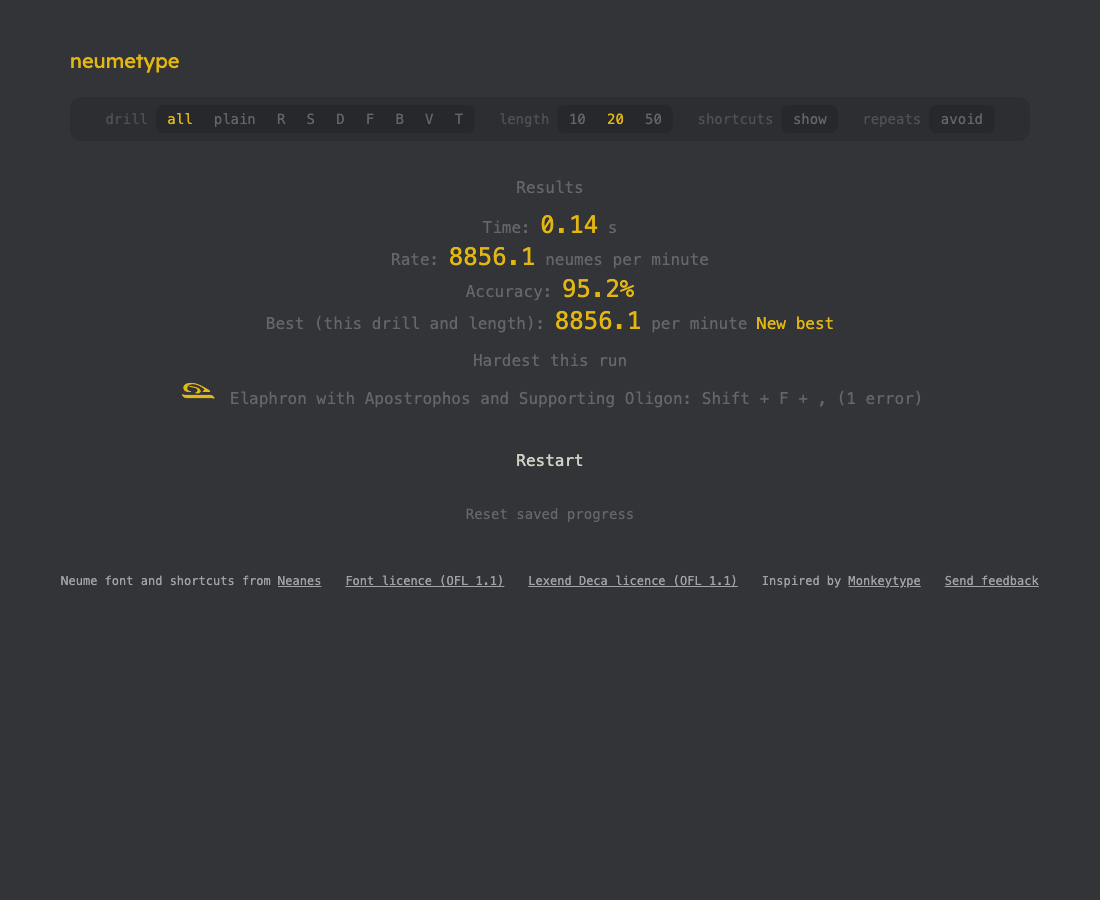 neumetype
drill all plain R S D F B V T length 10 20 50 shortcuts show repeats avoid
Results
Time: 0.14 s
Rate: 8856.1 neumes per minute
Accuracy: 95.2%
Best (this drill and length): 8856.1 per minute New best
Hardest this run
Elaphron with Apostrophos and Supporting Oligon: Shift + F + , (1 error)
Restart
Reset saved progress
Neume font and shortcuts from Neanes Font licence (OFL 1.1) Lexend Deca licence (OFL 1.1) Inspired by Monkeytype Send feedback